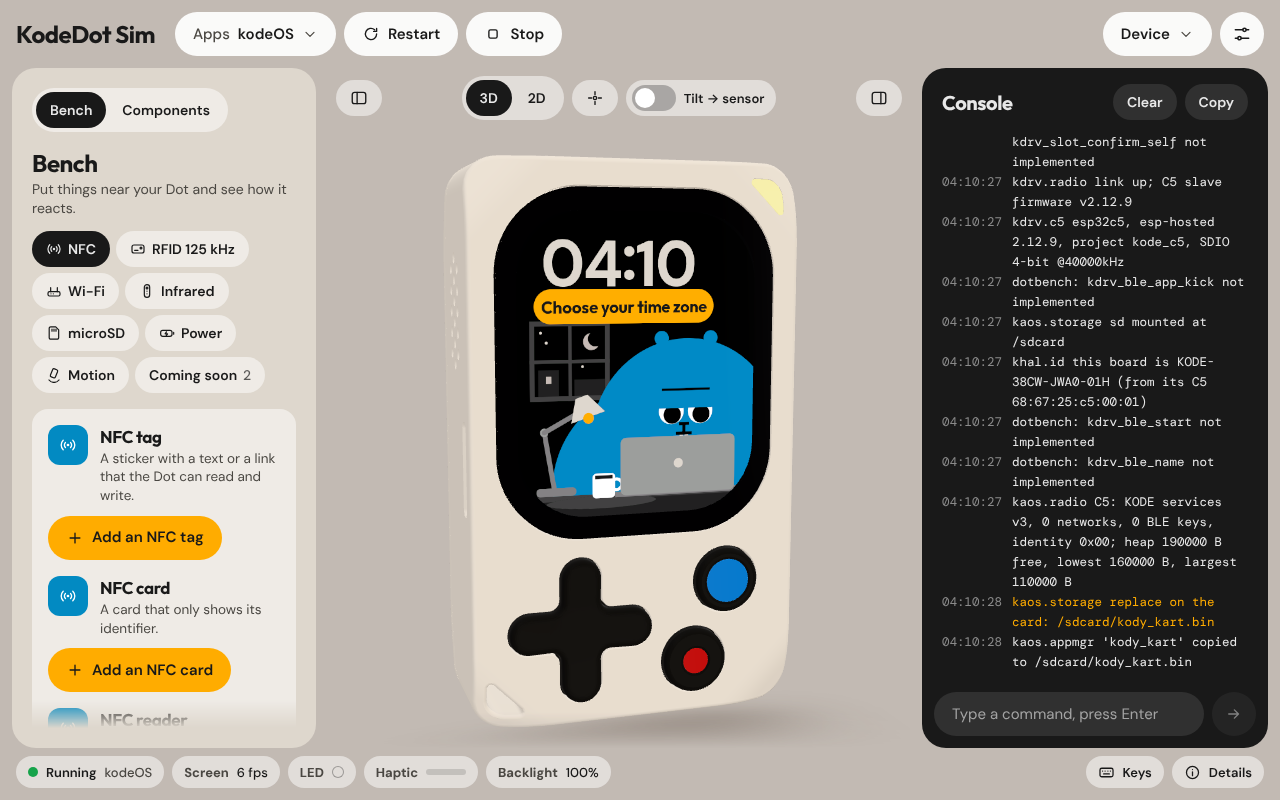 KodeDot Sim
Apps kodeOS
Restart
Stop
Device
Bench
Components
Bench
Put things near your Dot and see how it
reacts.
NFC
RFID 125 kHz
Wi-Fi
Infrared
microSD
Power
Motion
Coming soon 2
NFC tag
A sticker with a text or a link
that the Dot can read and
write.
+ Add an NFC tag
NFC card
A card that only shows its
identifier.
+ Add an NFC card
NFC reader
3D
2D
Tilt → sensor
04:10
Choose your time zone
Console
Clear
Copy
kdrv_slot_confirm_self not
implemented
04:10:27 kdrv.radio link up; C5 slave
firmware v2.12.9
04:10:27 kdrv.c5 esp32c5, esp-hosted
2.12.9, project kode_c5, SDIO
4-bit @40000kHz
04:10:27 dotbench: kdrv_ble_app_kick not
implemented
04:10:27 kaos.storage sd mounted at
/sdcard
04:10:27 khal.id this board is KODE-
38CW-JWA0-01H (from its C5
68:67:25:c5:00:01)
04:10:27 dotbench: kdrv_ble_start not
implemented
04:10:27 dotbench: kdrv_ble_name not
implemented
04:10:27 kaos.radio C5: KODE services
v3, 0 networks, 0 BLE keys,
identity 0x00; heap 190000 B
free, lowest 160000 B, largest
110000 B
04:10:28 kaos.storage replace on the
card: /sdcard/kody_kart.bin
04:10:28 kaos.appmgr 'kody_kart' copied
to /sdcard/kody_kart.bin
Type a command, press Enter
Running kodeOS
Screen 6 fps
LED
Haptic
Backlight 100%
Keys
Details